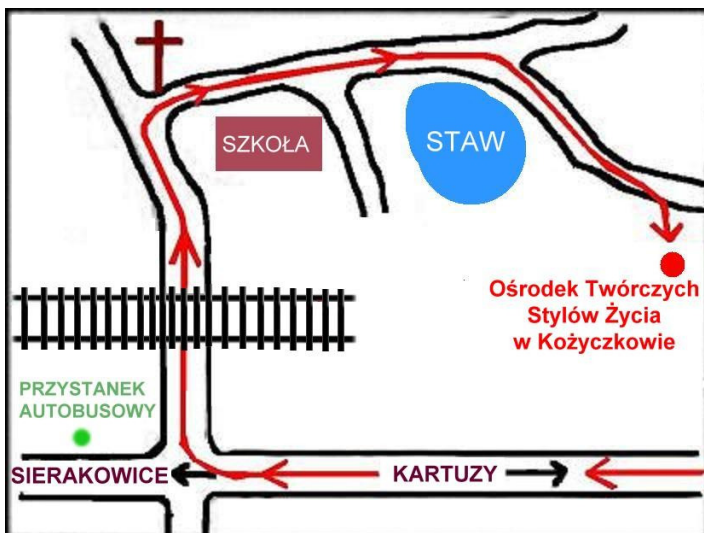 SZKOŁA
STAW
Ośrodek Twórczych
Stylów Życia
w Kożyczkowie
PRZYSTANEK
AUTOBUSOWY
SIERAKOWICE
KARTUZY